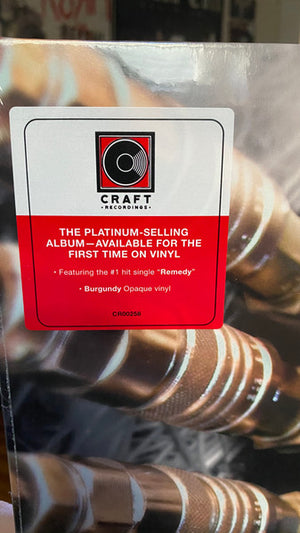 CRAFT
RECORDINGS
THE PLATINUM-SELLING
ALBUM—AVAILABLE FOR THE
FIRST TIME ON VINYL
• Featuring the #1 hit single “Remedy”
• Burgundy Opaque vinyl
CR00258